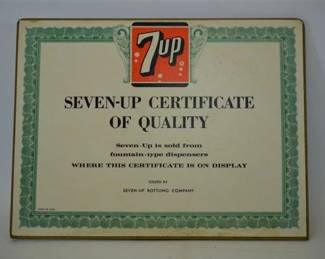 7up
SEVEN-UP CERTIFICATE
OF QUALITY
Seven-Up is sold from
fountain-type dispensers
WHERE THIS CERTIFICATE IS ON DISPLAY
ISSUED BY
SEVEN-UP BOTTLING COMPANY